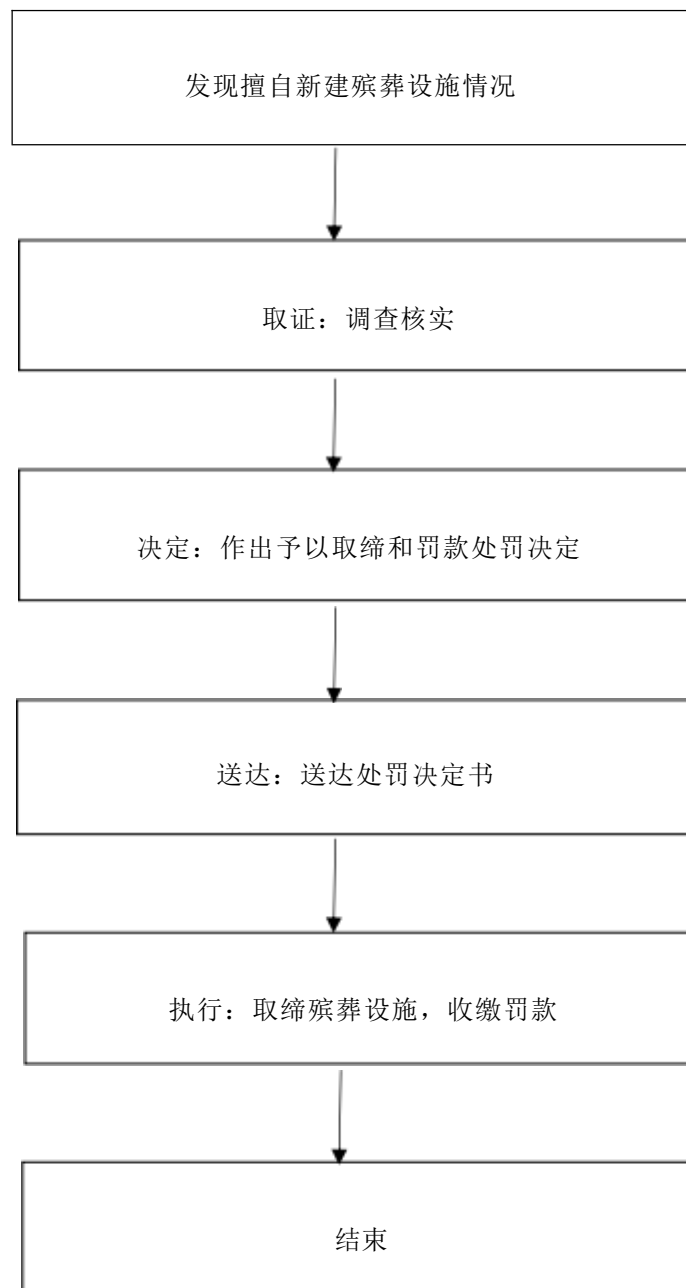 发现擅自新建殡葬设施情况
取证：调查核实
决定：作出予以取缔和罚款处罚决定
送达：送达处罚决定书
执行：取缔殡葬设施，收缴罚款
结束